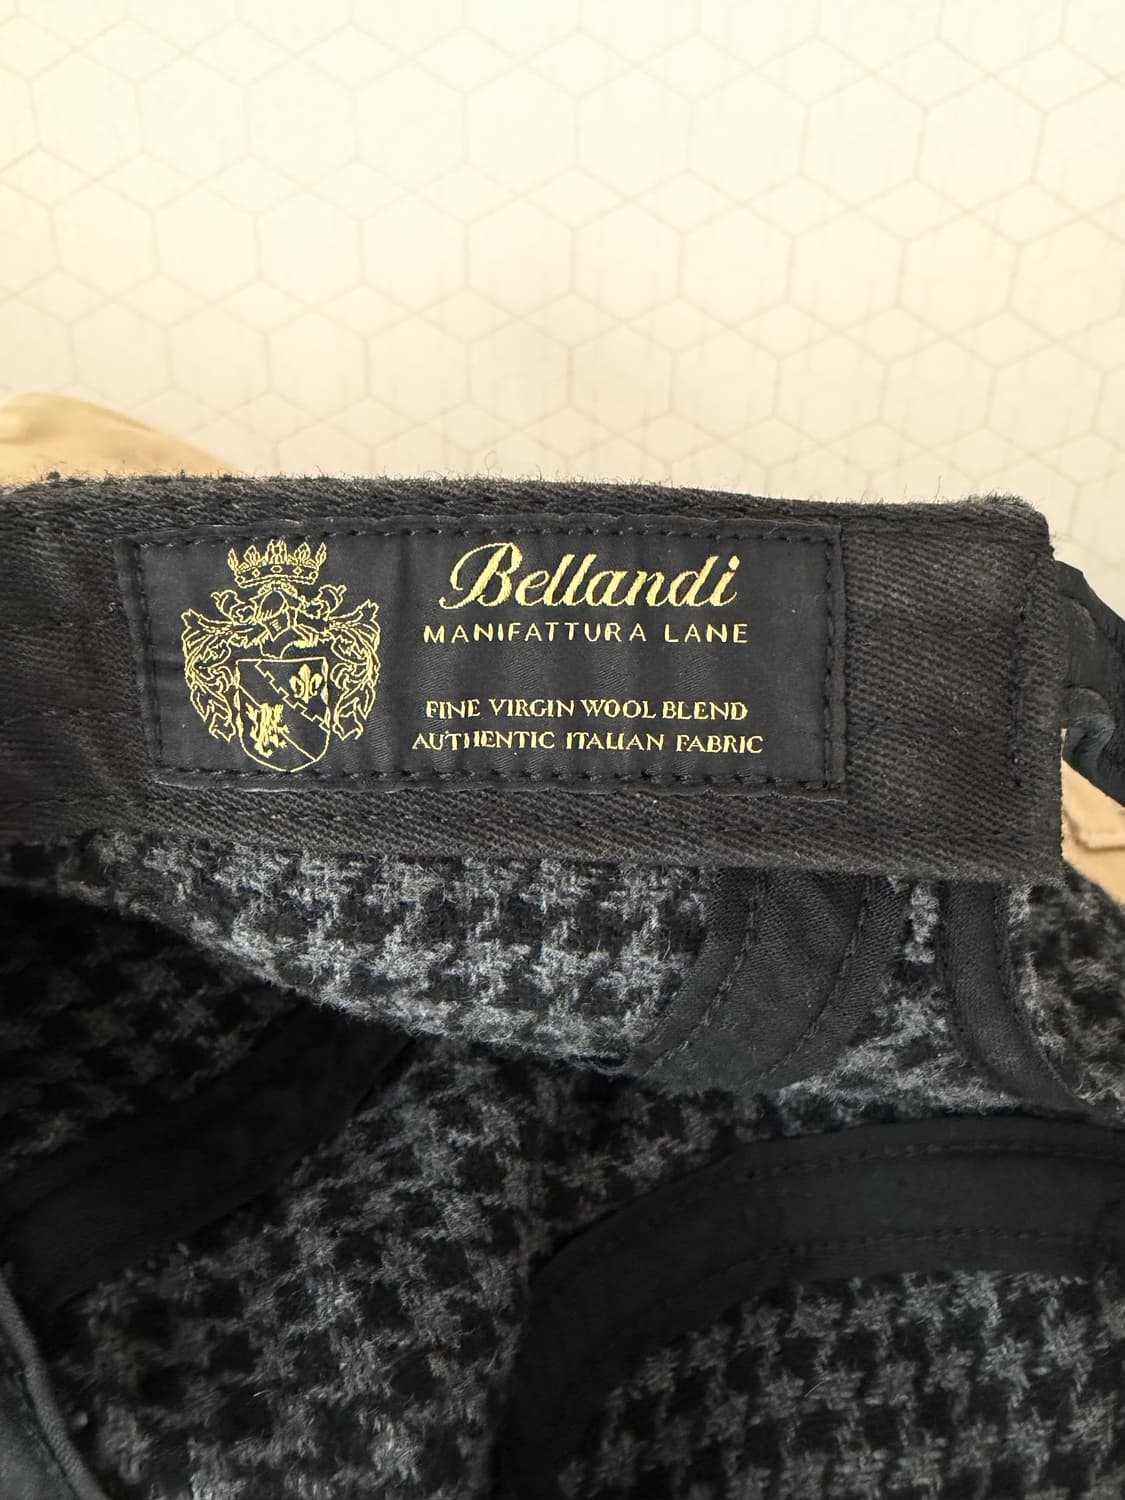 Bellandi
MANIFATTURA LANE
FINE VIRGIN WOOL BLEND
AUTHENTIC ITALIAN FABRIC